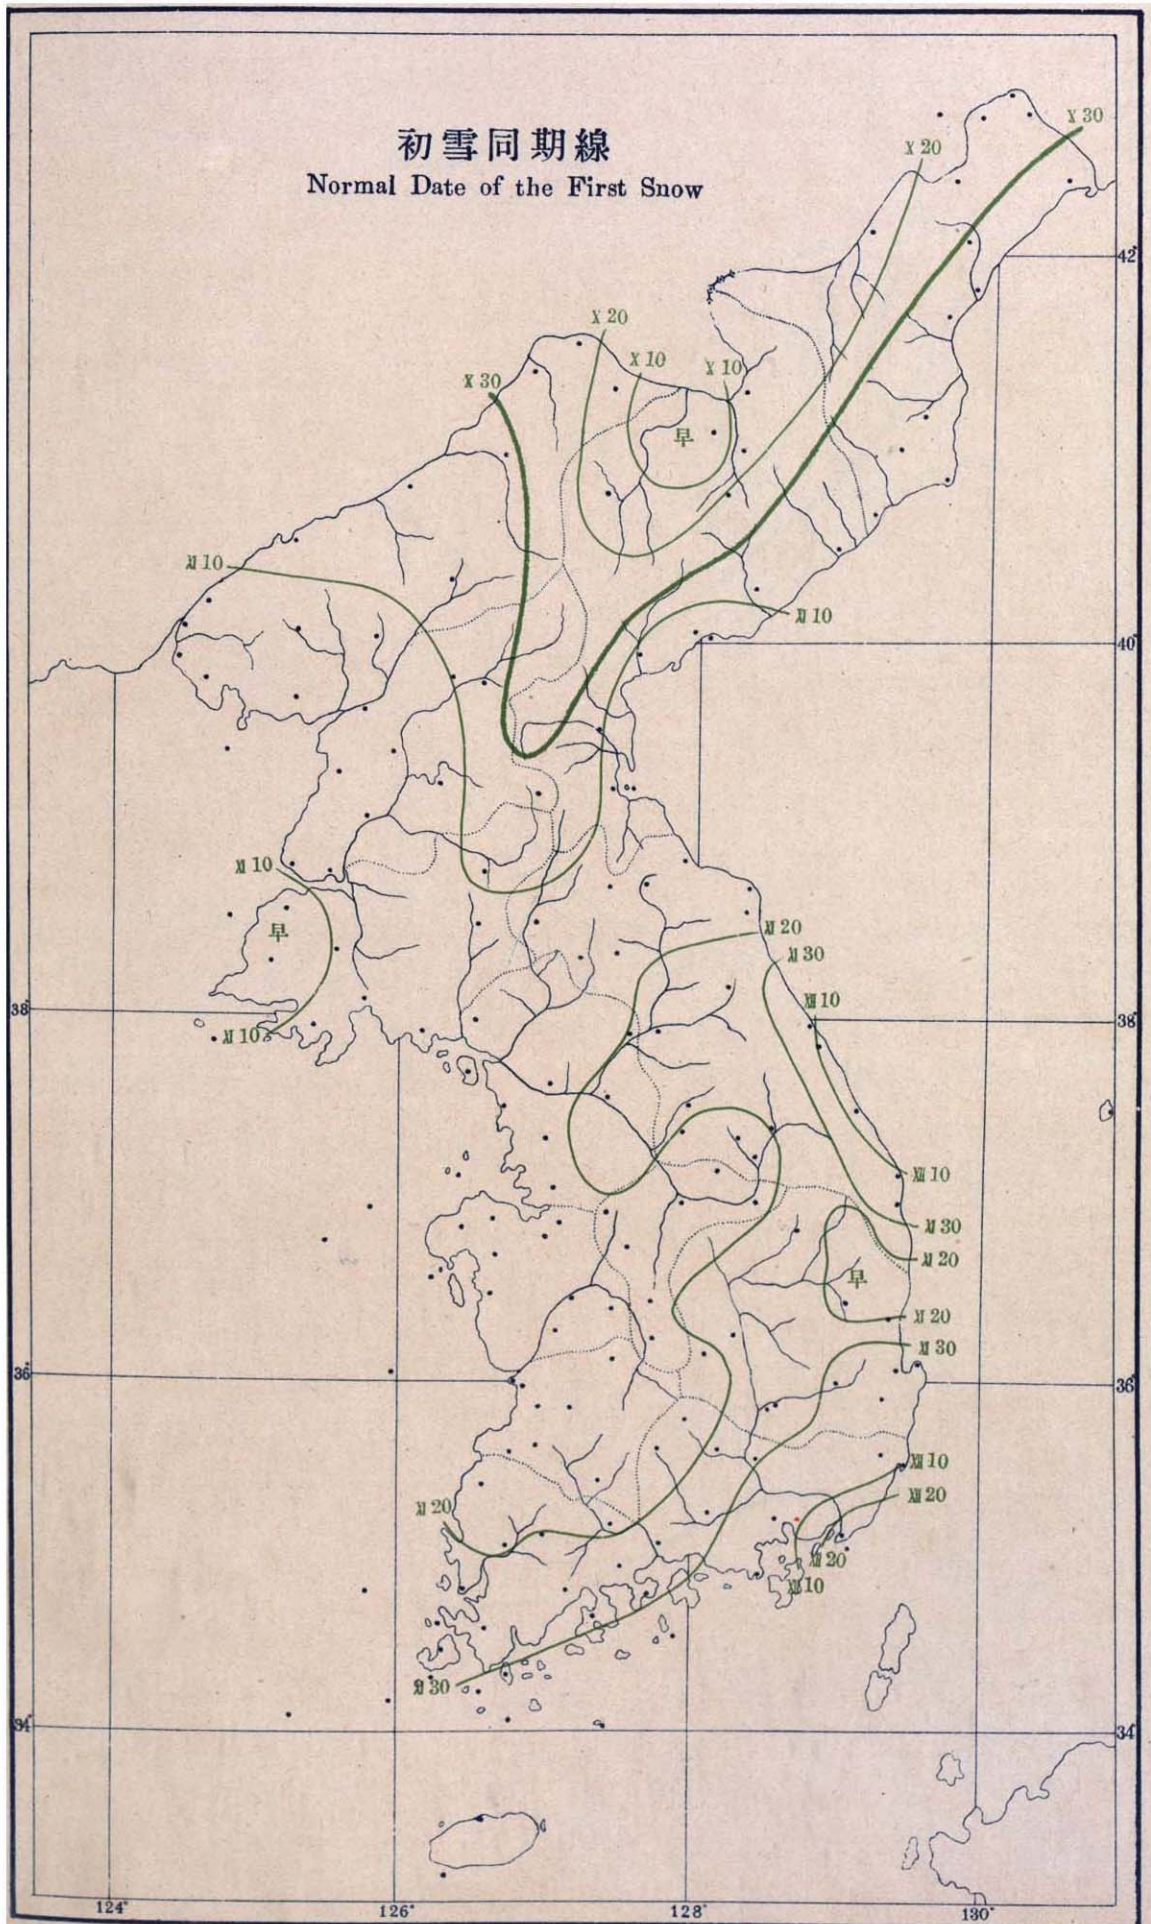 初雪同期線
Normal Date of the First Snow
X 30
X 20
42°
X 20
X 10
X 10
X 30
早
XI 10
XI 10
40°
XI 10
早
XI 20
XI 30
XII 10
38°
38°
XI 10
XII 10
XI 30
XI 20
早
XI 20
XI 30
36°
36°
XII 10
XII 20
XI 20
XII 20
XII 10
XI 30
34°
34°
124°
126°
128°
130°